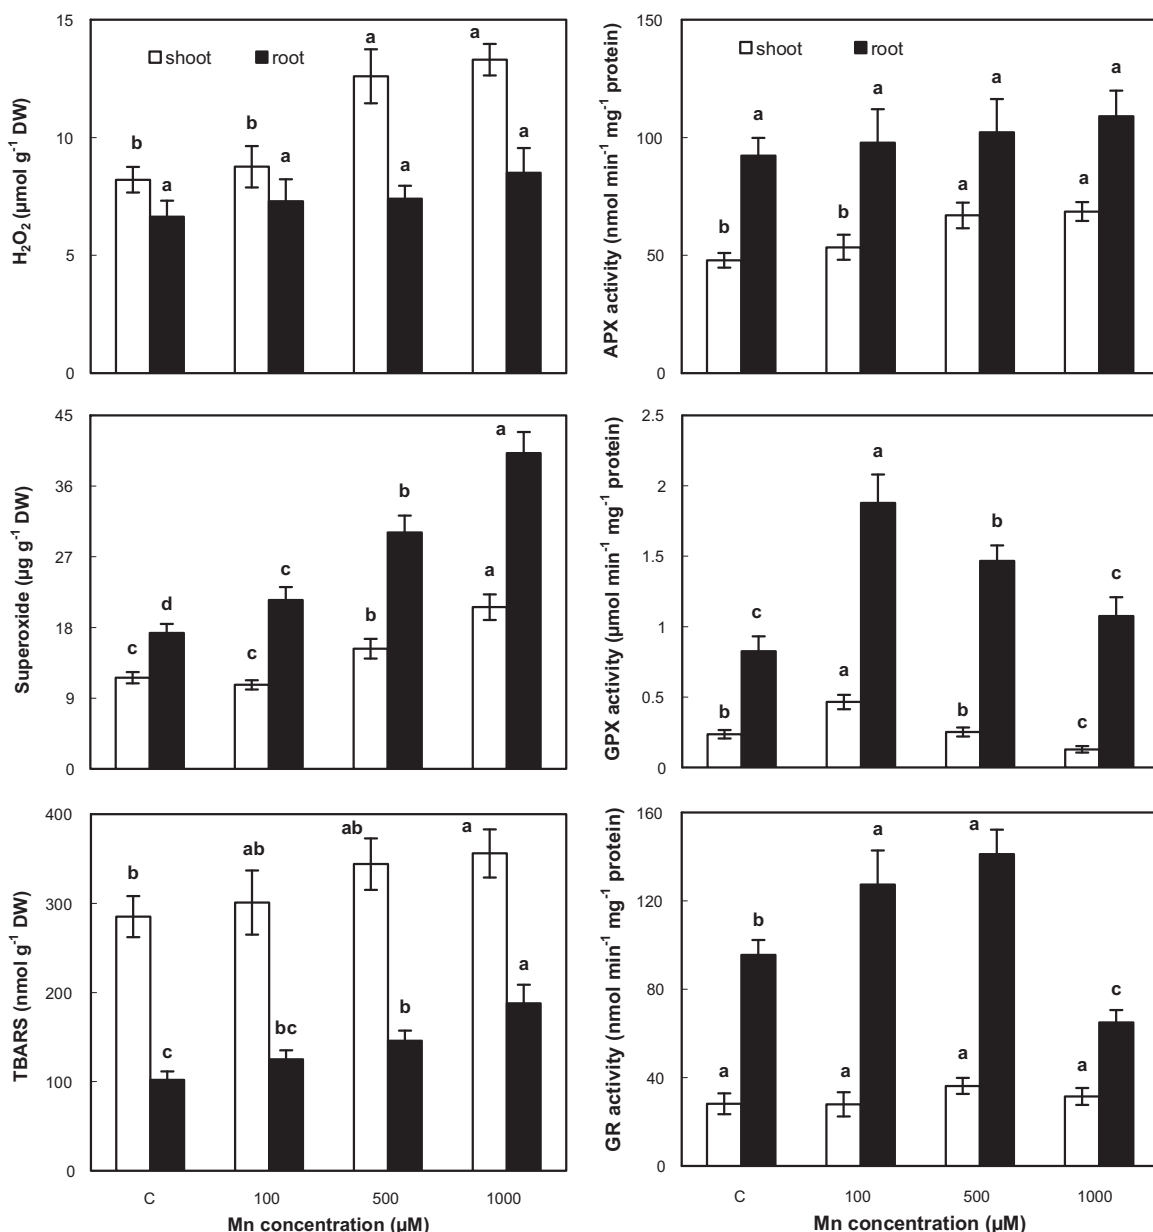 15
10
5
0
H₂O₂ (µmol g⁻¹ DW)
shoot root
b a b a a a a a
150
100
50
0
APX activity (nmol min⁻¹ mg⁻¹ protein)
shoot root
b a b a a a a a
45
36
27
18
9
0
Superoxide (µg g⁻¹ DW)
c d c c b b a a
2.5
2
1.5
1
0.5
0
GPX activity (µmol min⁻¹ mg⁻¹ protein)
b c a a b b c c
400
300
200
100
0
TBARS (nmol g⁻¹ DW)
b c ab bc ab b a a
C 100 500 1000
Mn concentration (µM)
160
120
80
40
0
GR activity (nmol min⁻¹ mg⁻¹ protein)
a b a a a a a c
C 100 500 1000
Mn concentration (µM)